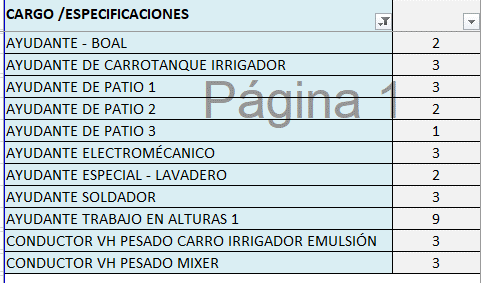 CARGO /ESPECIFICACIONES
AYUDANTE - BOAL 2
AYUDANTE DE CARROTANQUE IRRIGADOR 3
AYUDANTE DE PATIO 1 3
AYUDANTE DE PATIO 2 2
AYUDANTE DE PATIO 3 1
AYUDANTE ELECTROMÉCANICO 3
AYUDANTE ESPECIAL - LAVADERO 2
AYUDANTE SOLDADOR 3
AYUDANTE TRABAJO EN ALTURAS 1 9
CONDUCTOR VH PESADO CARRO IRRIGADOR EMULSIÓN 3
CONDUCTOR VH PESADO MIXER 3
Página 1